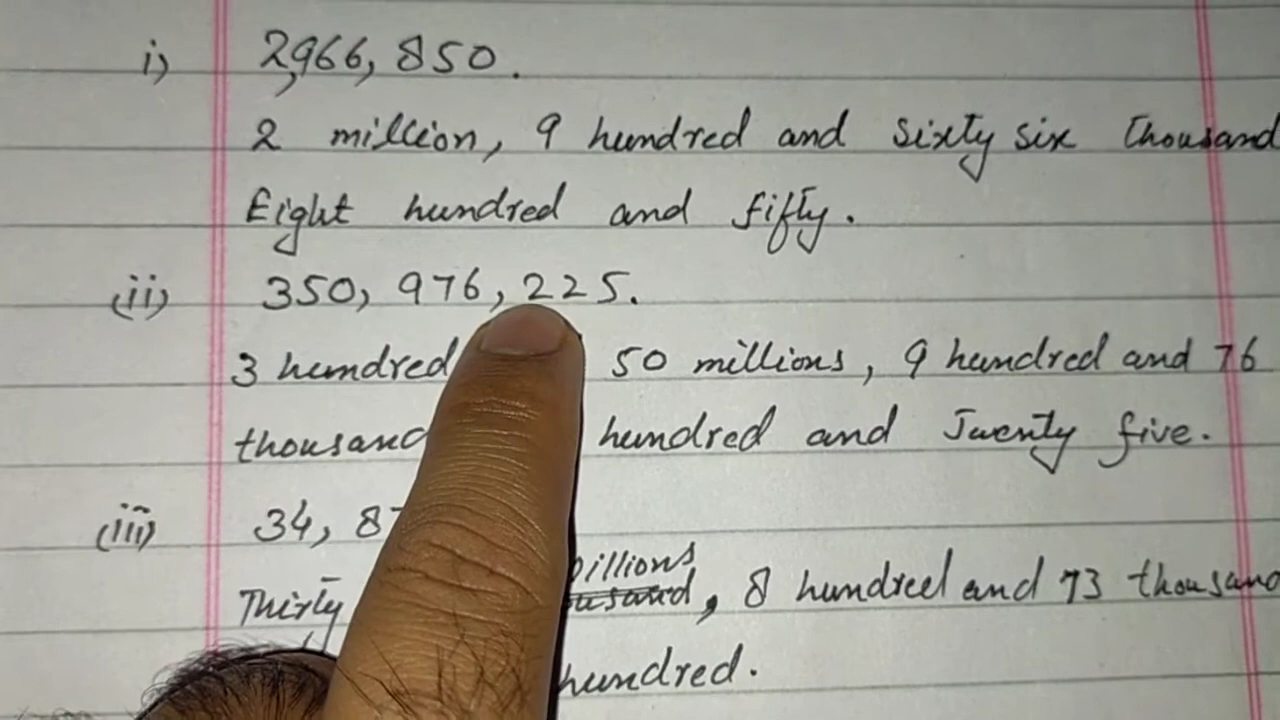 i) 2,966, 850.
2 million, 9 hundred and sixty six thousand
Eight hundred and fifty.
(ii) 350, 976, 225.
3 hundred 50 millions, 9 hundred and 76
thousand hundred and Twenty five.
(iii) 34, 87
Thirty 8 hundred and 73 thousand
hundred.